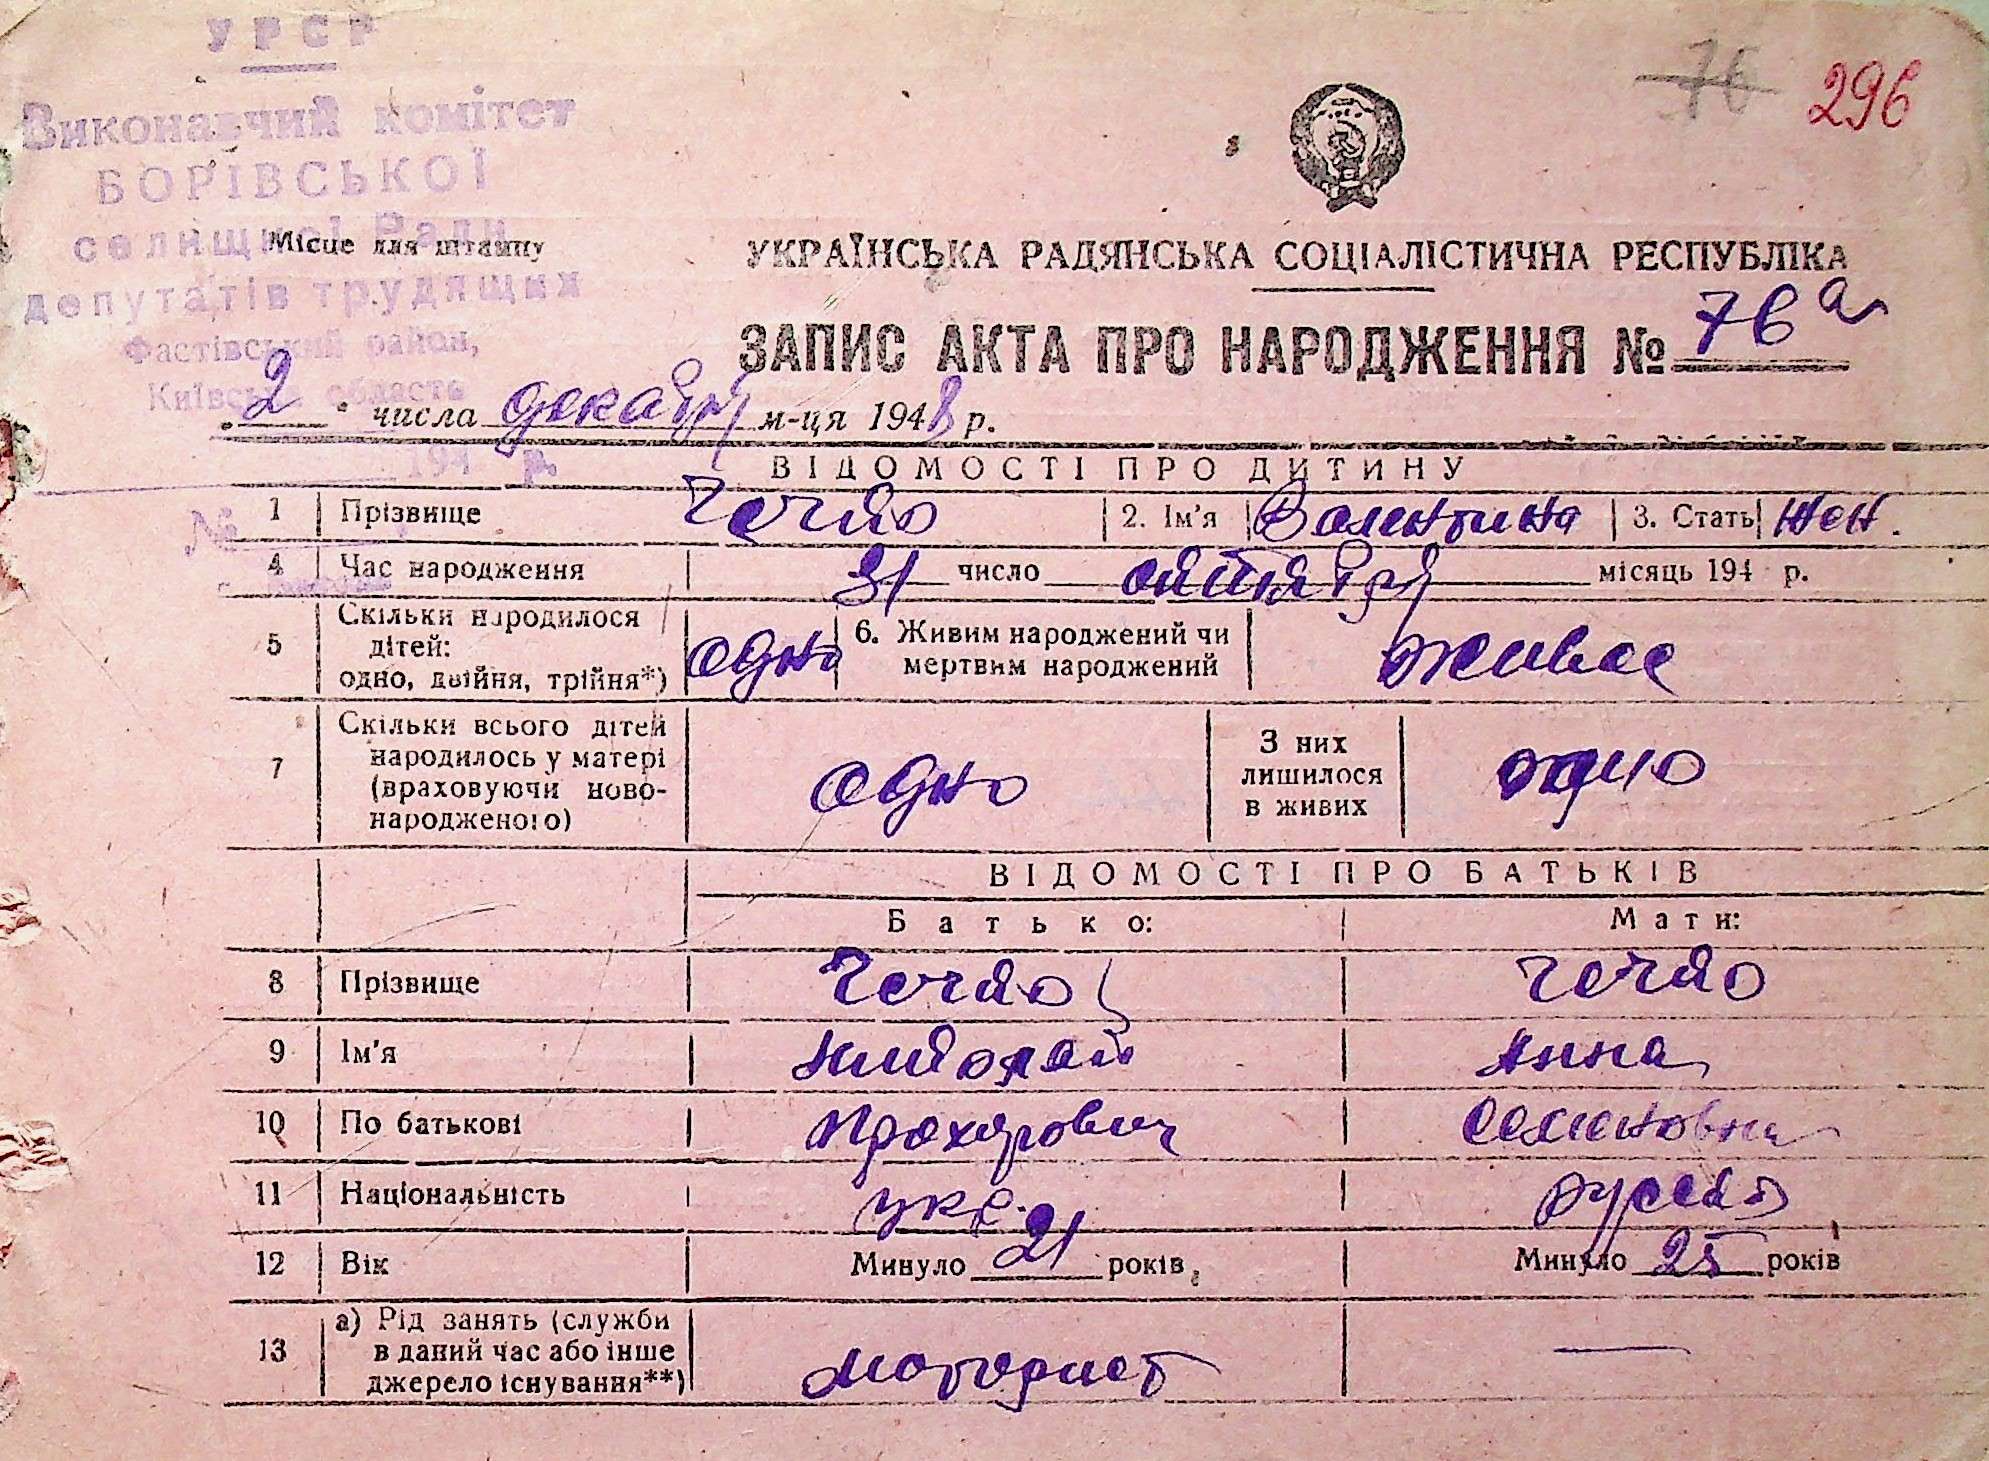 УРСР
76 296
Виконавчий комітет
БОРІВСЬКОЇ
селищної Ради
Місце для штампу
депутатів трудящих
Фастівський район,
Київська область
194 р.
№
УКРАЇНСЬКА РАДЯНСЬКА СОЦІАЛІСТИЧНА РЕСПУБЛІКА
ЗАПИС АКТА ПРО НАРОДЖЕННЯ № 76а
2 числа декабря м-ця 1948 р.
ВІДОМОСТІ ПРО ДИТИНУ
1 Прізвище 2. Ім'я Валентина 3. Стать жен.
4 Час народження 31 число октября місяць 194 р.
5 Скільки народилося
дітей:
одно, двійня, трійня*) одно 6. Живим народжений чи
мертвим народжений живое
7 Скільки всього дітей
народилось у матері
(враховуючи ново-
народженого) одно З них
лишилося
в живих одно
ВІДОМОСТІ ПРО БАТЬКІВ
Батько: Мати:
8 Прізвище
9 Ім'я Николай Анна
10 По батькові Прохорович Семеновна
11 Національність укр. русская
12 Вік Минуло 21 років Минуло 25 років
13 а) Рід занять (служби
в даний час або інше
джерело існування**) моторист —